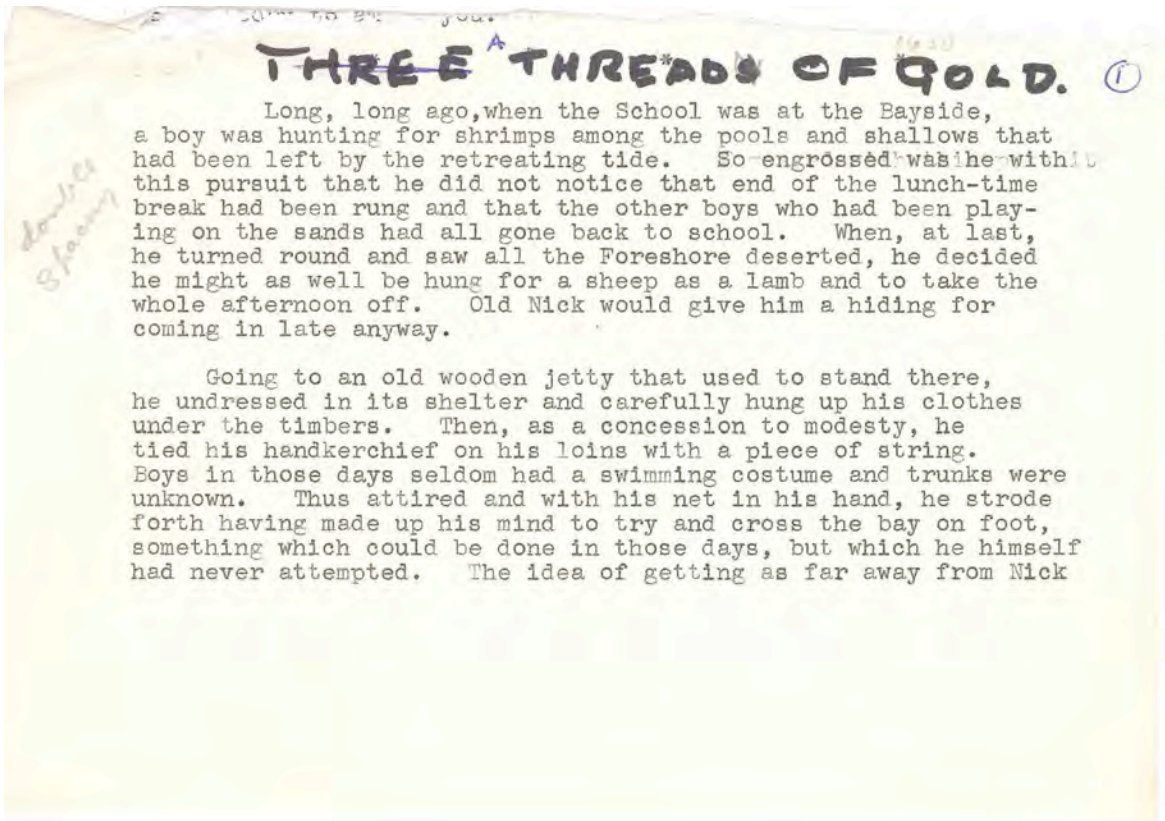 you.
A
THREE THREADS OF GOLD. 1
Long, long ago,when the School was at the Bayside,
a boy was hunting for shrimps among the pools and shallows that
had been left by the retreating tide. So engrossed was he with
this pursuit that he did not notice that end of the lunch-time
break had been rung and that the other boys who had been play-
ing on the sands had all gone back to school. When, at last,
he turned round and saw all the Foreshore deserted, he decided
he might as well be hung for a sheep as a lamb and to take the
whole afternoon off. Old Nick would give him a hiding for
coming in late anyway.
double
spacing
Going to an old wooden jetty that used to stand there,
he undressed in its shelter and carefully hung up his clothes
under the timbers. Then, as a concession to modesty, he
tied his handkerchief on his loins with a piece of string.
Boys in those days seldom had a swimming costume and trunks were
unknown. Thus attired and with his net in his hand, he strode
forth having made up his mind to try and cross the bay on foot,
something which could be done in those days, but which he himself
had never attempted. The idea of getting as far away from Nick